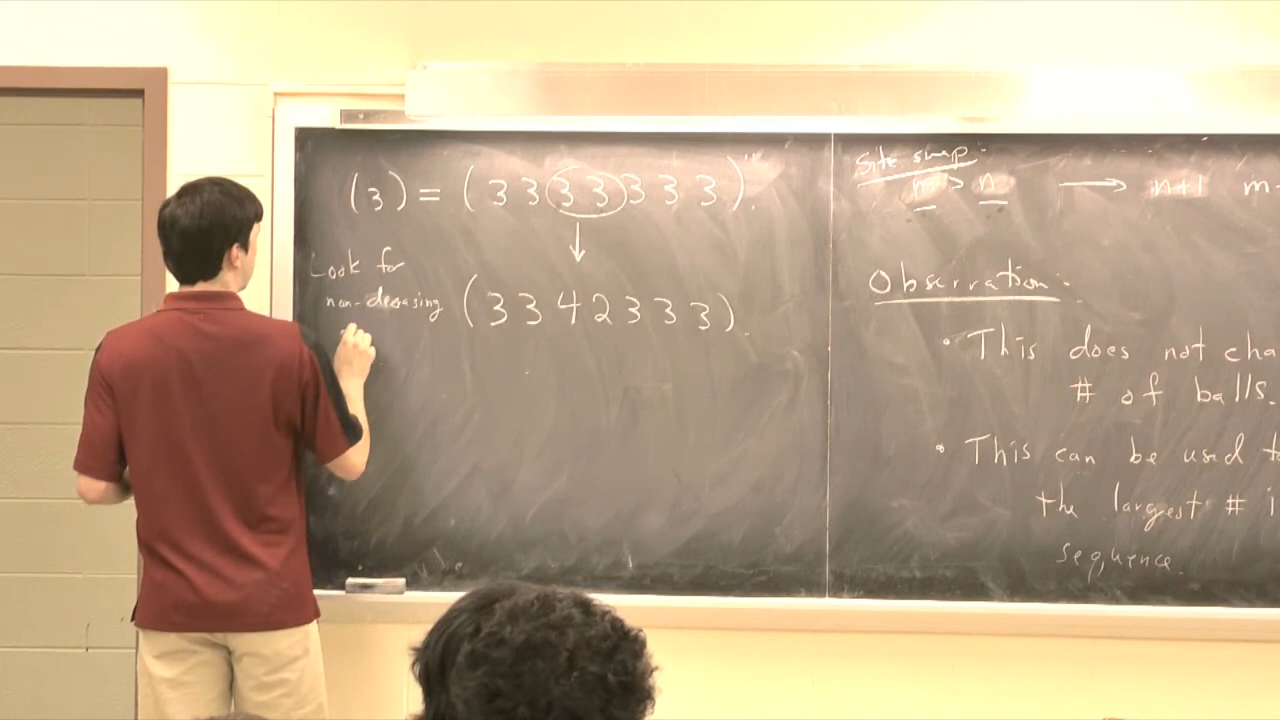 (3) = (3 3 3 3 3 3 3).
Look for
non-decasing (3 3 4 2 3 3 3).
Site swap:
m > n → n+1 m-
Observation:
• This does not cha
# of balls.
• This can be used t
the largest # i
sequence.